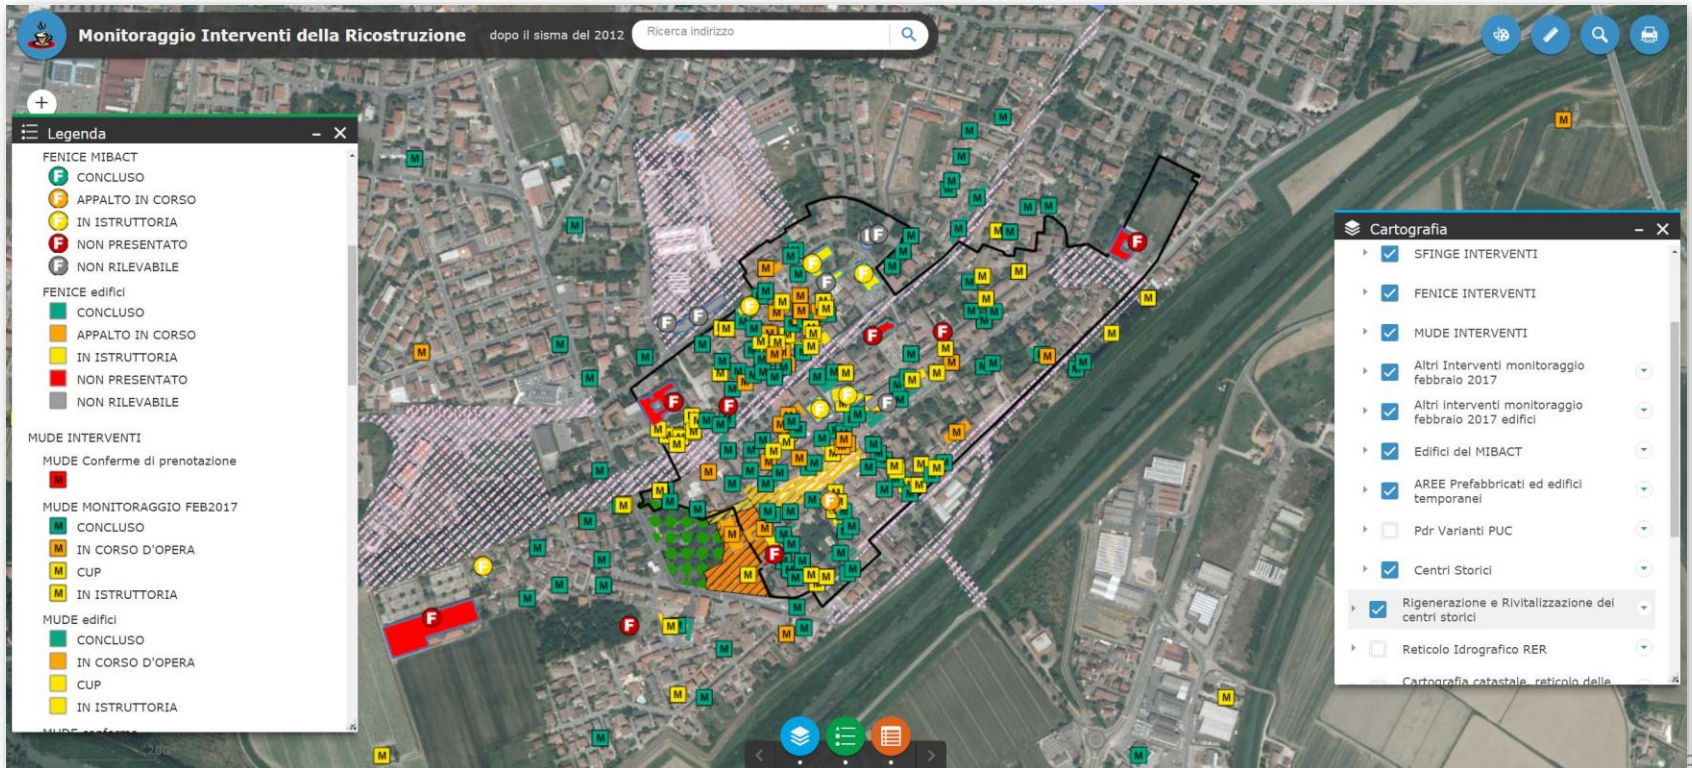 Monitoraggio Interventi della Ricostruzione dopo il sisma del 2012
Ricerca indirizzo
Legenda
FENICE MIBACT
F CONCLUSO
F APPALTO IN CORSO
F IN ISTRUTTORIA
F NON PRESENTATO
F NON RILEVABILE
FENICE edifici
CONCLUSO
APPALTO IN CORSO
IN ISTRUTTORIA
NON PRESENTATO
NON RILEVABILE
MUDE INTERVENTI
MUDE Conferme di prenotazione
M
MUDE MONITORAGGIO FEB2017
M CONCLUSO
M IN CORSO D'OPERA
M CUP
M IN ISTRUTTORIA
MUDE edifici
CONCLUSO
IN CORSO D'OPERA
CUP
IN ISTRUTTORIA
Cartografia
SFINGE INTERVENTI
FENICE INTERVENTI
MUDE INTERVENTI
Altri Interventi monitoraggio
febbraio 2017
Altri interventi monitoraggio
febbraio 2017 edifici
Edifici del MIBACT
AREE Prefabbricati ed edifici
temporanei
Pdr Varianti PUC
Centri Storici
Rigenerazione e Rivitalizzazione dei
centri storici
Reticolo Idrografico RER
Cartografia catastale, reticolo delle